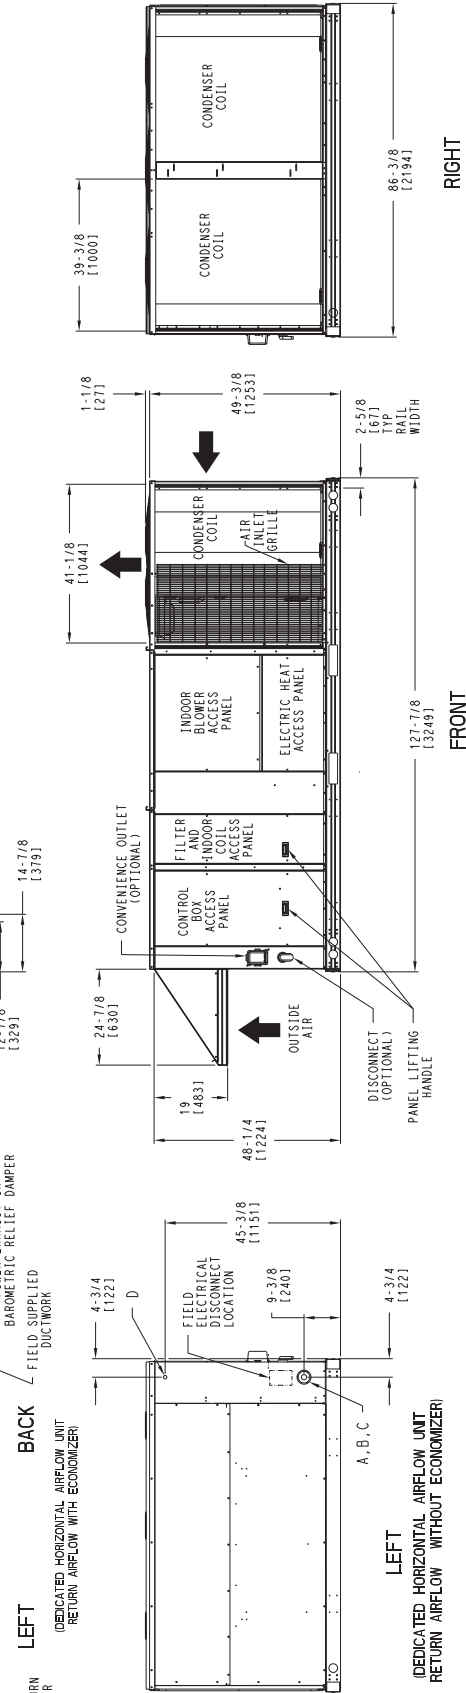 LEFT
(DEDICATED HORIZONTAL AIRFLOW UNIT
RETURN AIRFLOW WITH ECONOMIZER)
BACK
FIELD SUPPLIED
DUCTWORK
BAROMETRIC RELIEF DAMPER
[329]
14-7/8
[379]
4-3/4
[122]
D
FIELD
ELECTRICAL
DISCONNECT
LOCATION
45-3/8
[1151]
9-3/8
[240]
4-3/4
[122]
A,B,C
LEFT
(DEDICATED HORIZONTAL AIRFLOW UNIT
RETURN AIRFLOW WITHOUT ECONOMIZER)
24-7/8
[630]
CONVENIENCE OUTLET
(OPTIONAL)
41-1/8
[1044]
1-1/8
[27]
19
[483]
48-1/4
[1224]
OUTSIDE
AIR
CONTROL
BOX
ACCESS
PANEL
FILTER
AND
INDOOR
COIL
ACCESS
PANEL
INDOOR
BLOWER
ACCESS
PANEL
ELECTRIC HEAT
ACCESS PANEL
CONDENSER
COIL
AIR
INLET
GRILLE
49-3/8
[1253]
2-5/8
[67]
TYP
RAIL
WIDTH
DISCONNECT
(OPTIONAL)
PANEL LIFTING
HANDLE
127-7/8
[3249]
FRONT
39-3/8
[1000]
CONDENSER
COIL
CONDENSER
COIL
86-3/8
[2194]
RIGHT